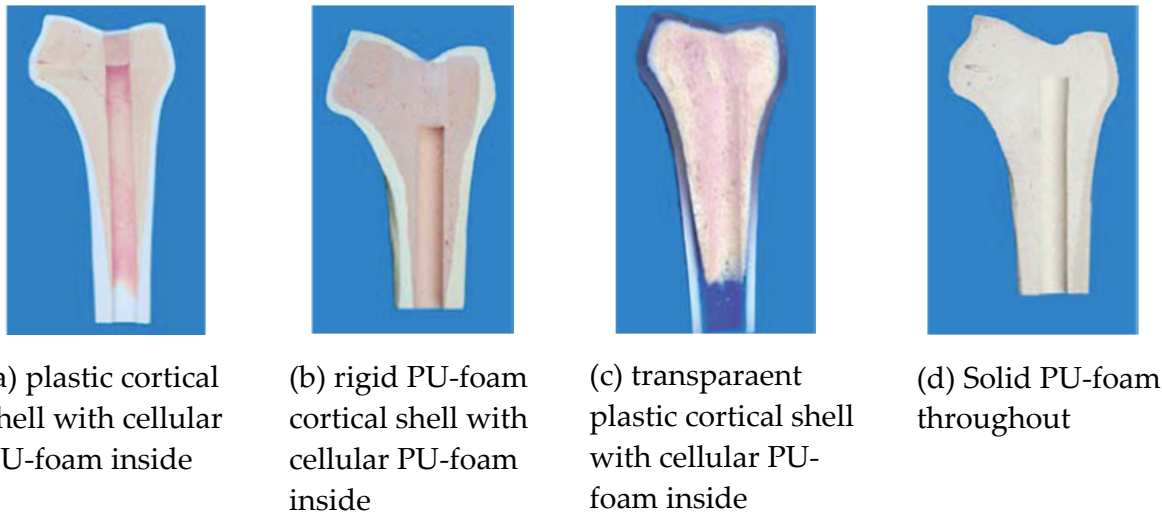 a) plastic cortical
hell with cellular
U-foam inside
(b) rigid PU-foam
cortical shell with
cellular PU-foam
inside
(c) transparaent
plastic cortical shell
with cellular PU-
foam inside
(d) Solid PU-foam
throughout